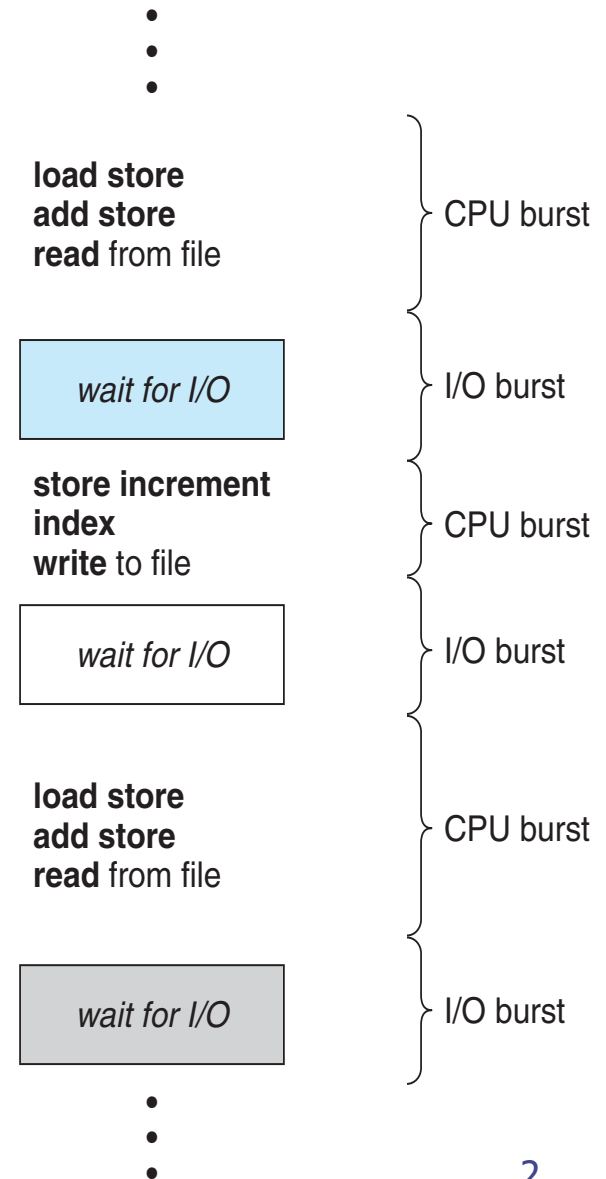 load store
add store
read from file
CPU burst
wait for I/O
I/O burst
store increment
index
write to file
CPU burst
wait for I/O
I/O burst
load store
add store
read from file
CPU burst
wait for I/O
I/O burst
2